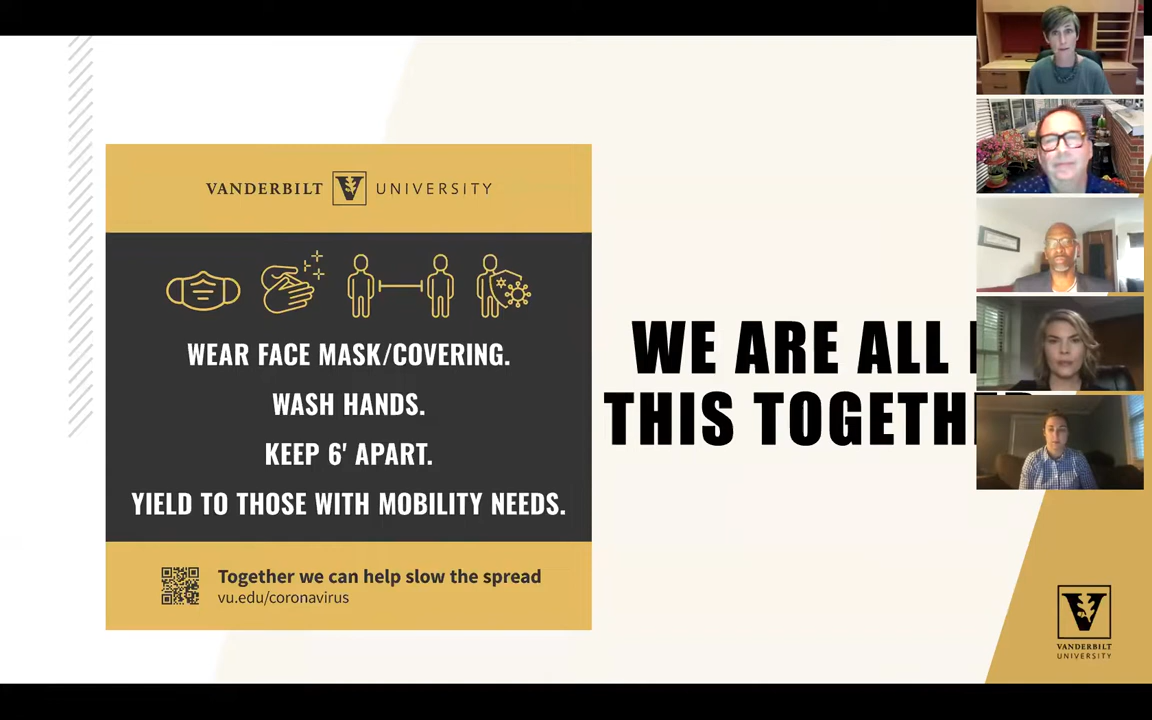 VANDERBILT V UNIVERSITY
WEAR FACE MASK/COVERING.
WASH HANDS.
KEEP 6' APART.
YIELD TO THOSE WITH MOBILITY NEEDS.
Together we can help slow the spread
vu.edu/coronavirus
WE ARE ALL
THIS
V
VANDERBILT
UNIVERSITY